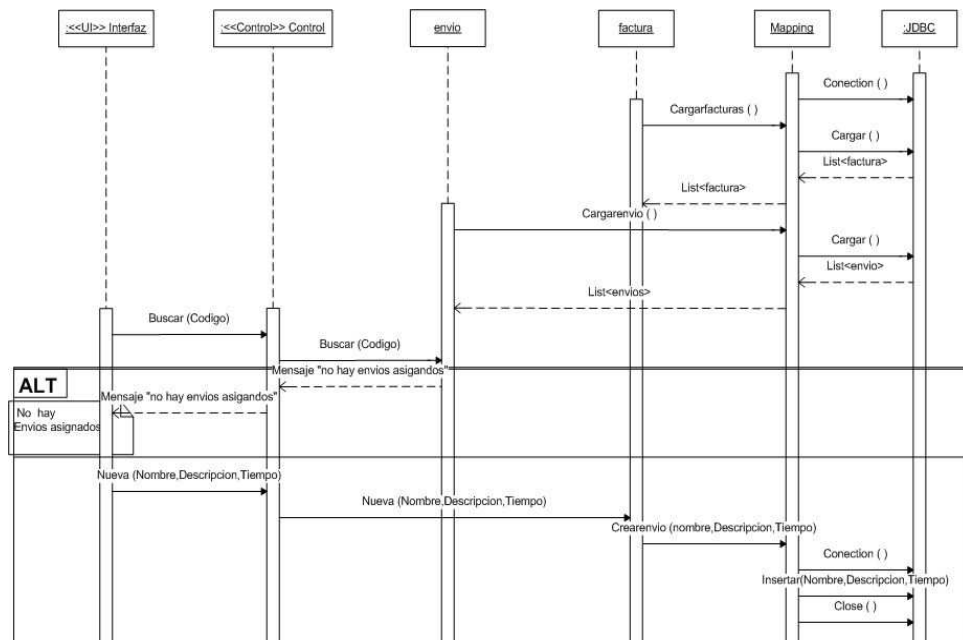 :<<UI>> Interfaz
:<<Control>> Control
envio
factura
Mapping
:JDBC
Conection ( )
Cargarfacturas ( )
Cargar ( )
List<factura>
List<factura>
Cargarenvio ( )
Cargar ( )
List<envio>
List<envios>
Buscar (Codigo)
Buscar (Codigo)
Mensaje "no hay envios asigandos"
ALT
Mensaje "no hay envios asigandos"
No hay
Envios asignados
Nueva (Nombre,Descripcion,Tiempo)
Nueva (Nombre,Descripcion,Tiempo)
Crearenvio (nombre,Descripcion,Tiempo)
Conection ( )
Insertar(Nombre,Descripcion,Tiempo)
Close ( )